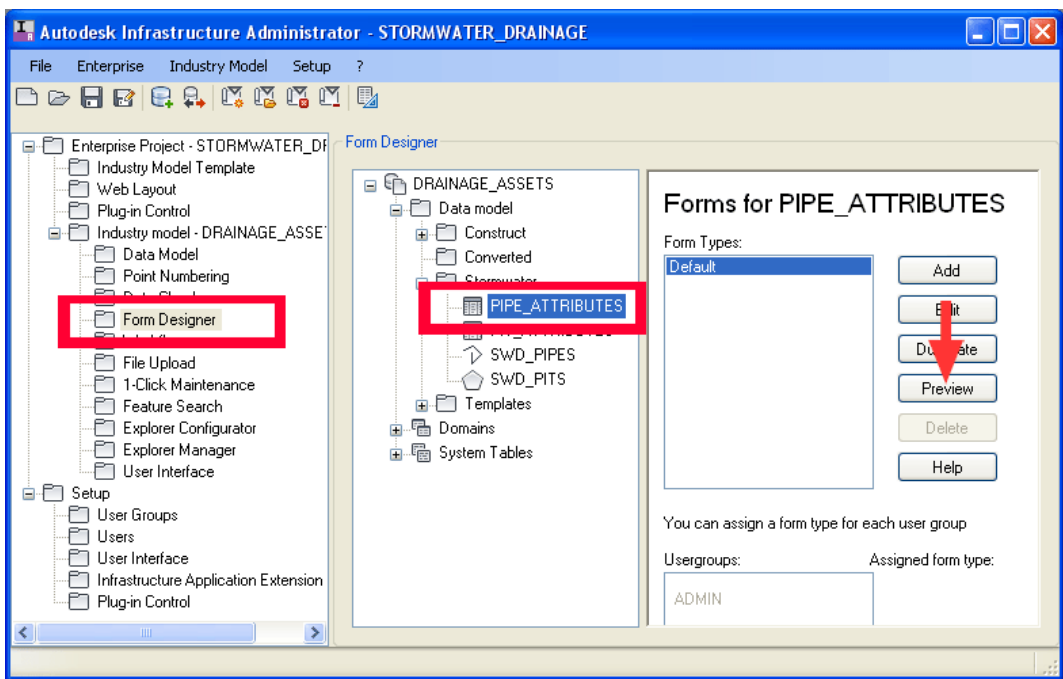 Autodesk Infrastructure Administrator - STORMWATER_DRAINAGE
File Enterprise Industry Model Setup ?
Enterprise Project - STORMWATER_DR
Industry Model Template
Web Layout
Plug-in Control
Industry model - DRAINAGE_ASSE
Data Model
Point Numbering
Form Designer
File Upload
1-Click Maintenance
Feature Search
Explorer Configurator
Explorer Manager
User Interface
Setup
User Groups
Users
User Interface
Infrastructure Application Extension
Plug-in Control
Form Designer
DRAINAGE_ASSETS
Data model
Construct
Converted
Stormwater
PIPE_ATTRIBUTES
SWD_PIPES
SWD_PITS
Templates
Domains
System Tables
Forms for PIPE_ATTRIBUTES
Form Types:
Default
Add
Edit
Duplicate
Preview
Delete
Help
You can assign a form type for each user group
Usergroups: Assigned form type:
ADMIN